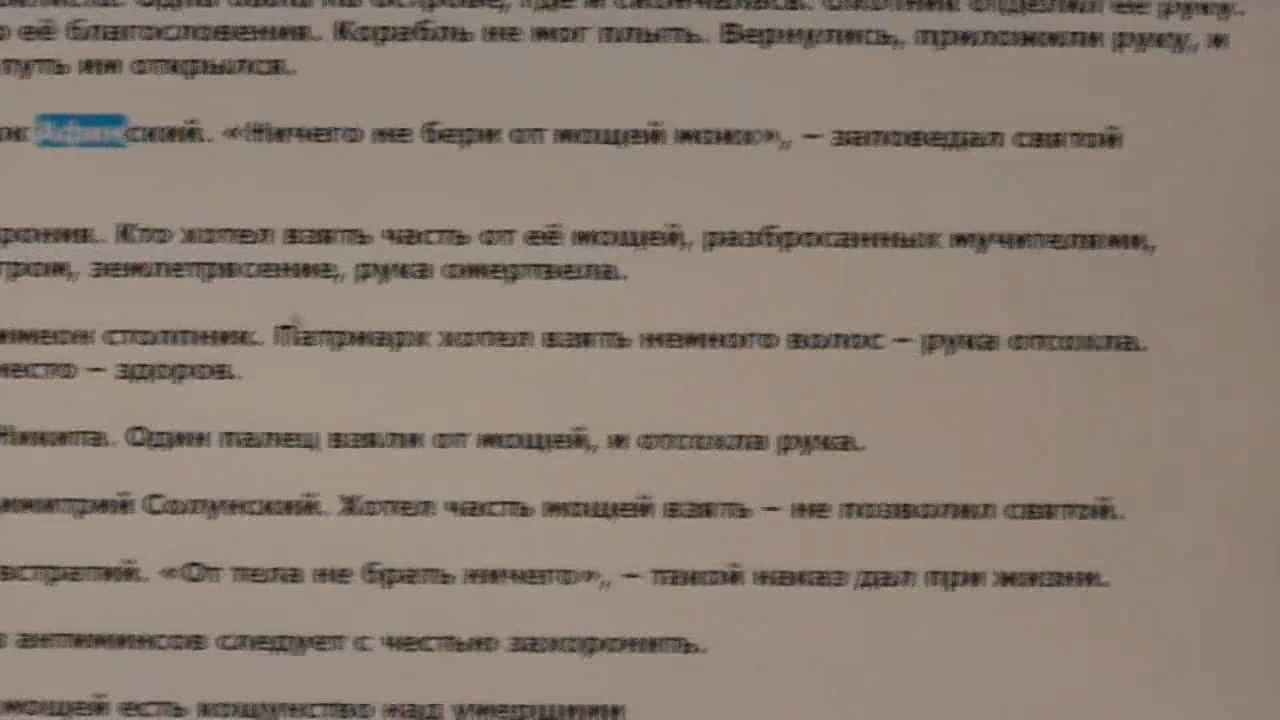 её благословения. Корабль не мог плыть. Вернулись, приложили руку, и
путь им открылся.
Афинский. «Ничего не бери от мощей моих», – заповедал святой
Кто хотел взять часть от её мощей, разбросанных мучителями,
землетрясение, рука омертвела.
столпник. Патриарх хотел взять немного волос – рука отсохла.
– здоров.
Никита. Один палец взяли от мощей, и отсохла рука.
Солунский. Хотел часть мощей взять – не позволил святой.
«От тела не брать ничего», – такой наказ дал при жизни.
антиминсов следует с честью захоронить.
мощей есть кощунство над умершими